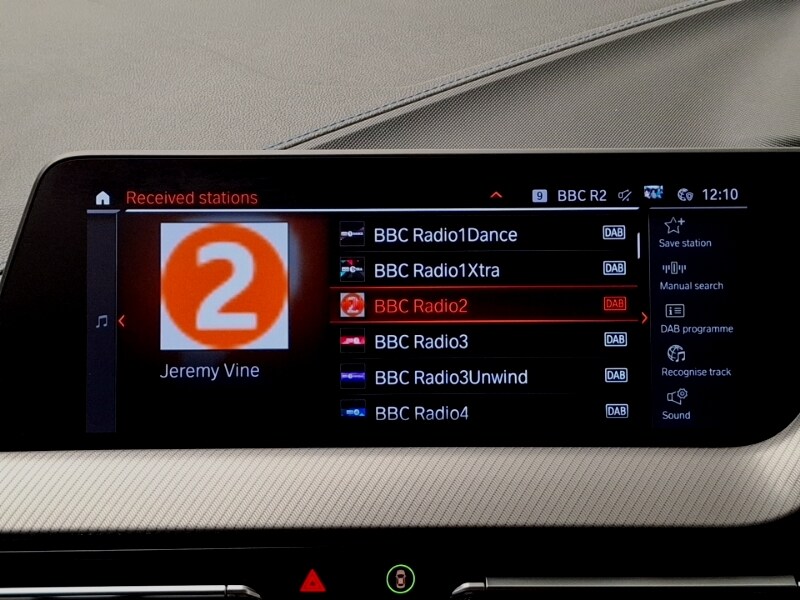 Received stations
9 BBC R2 12:10
2
Jeremy Vine
BBC Radio1Dance DAB
BBC Radio1Xtra DAB
2 BBC Radio2 DAB
BBC Radio3 DAB
BBC Radio3Unwind DAB
BBC Radio4 DAB
Save station
Manual search
DAB programme
Recognise track
Sound